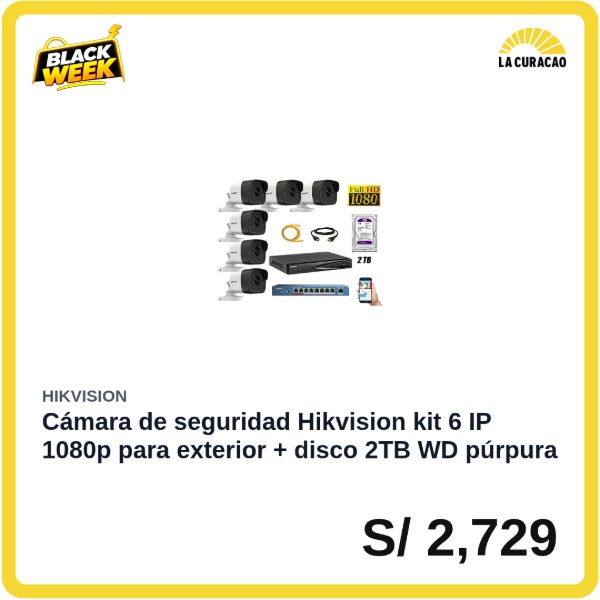 BLACK
WEEK
LA CURACAO
Full HD
1080
2 TB
HIKVISION
Cámara de seguridad Hikvision kit 6 IP
1080p para exterior + disco 2TB WD púrpura
S/ 2,729